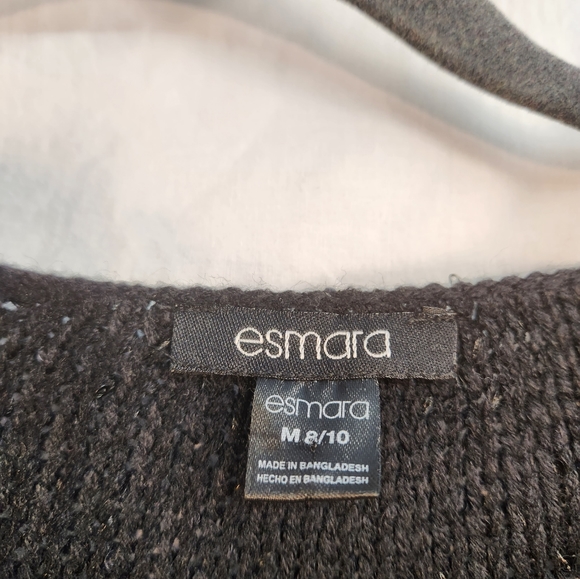 esmara
esmara
M 8/10
MADE IN BANGLADESH
HECHO EN BANGLADESH